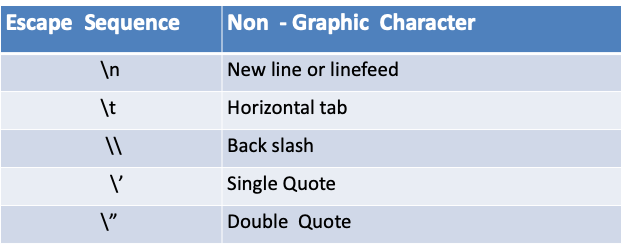 Escape Sequence Non - Graphic Character
\n New line or linefeed
\t Horizontal tab
\\ Back slash
\’ Single Quote
\” Double Quote